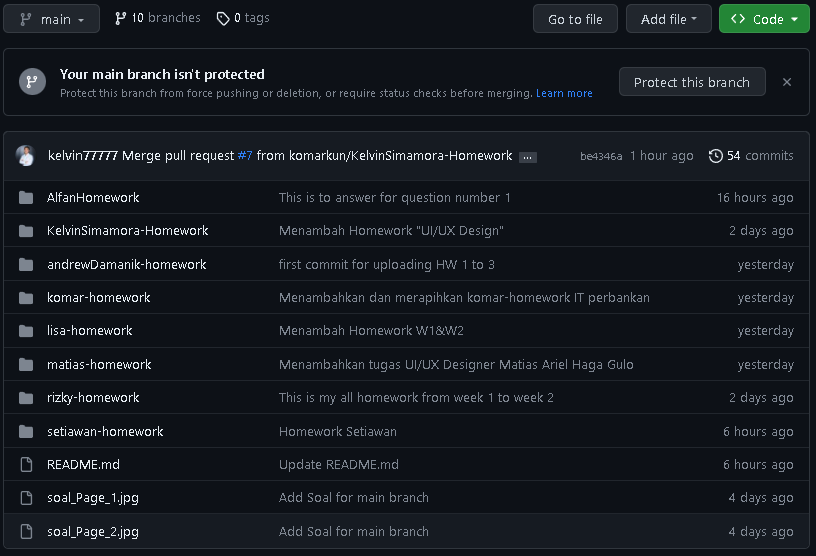 main 10 branches 0 tags Go to file Add file Code
Your main branch isn't protected
Protect this branch from force pushing or deletion, or require status checks before merging. Learn more
Protect this branch
kelvin77777 Merge pull request #7 from komarkun/KelvinSimamora-Homework ... be4346a 1 hour ago 54 commits
AlfanHomework This is to answer for question number 1 16 hours ago
KelvinSimamora-Homework Menambah Homework "UI/UX Design" 2 days ago
andrewDamanik-homework first commit for uploading HW 1 to 3 yesterday
komar-homework Menambahkan dan merapihkan komar-homework IT perbankan yesterday
lisa-homework Menambah Homework W1&W2 yesterday
matias-homework Menambahkan tugas UI/UX Designer Matias Ariel Haga Gulo yesterday
rizky-homework This is my all homework from week 1 to week 2 2 days ago
setiawan-homework Homework Setiawan 6 hours ago
README.md Update README.md 6 hours ago
soal_Page_1.jpg Add Soal for main branch 4 days ago
soal_Page_2.jpg Add Soal for main branch 4 days ago